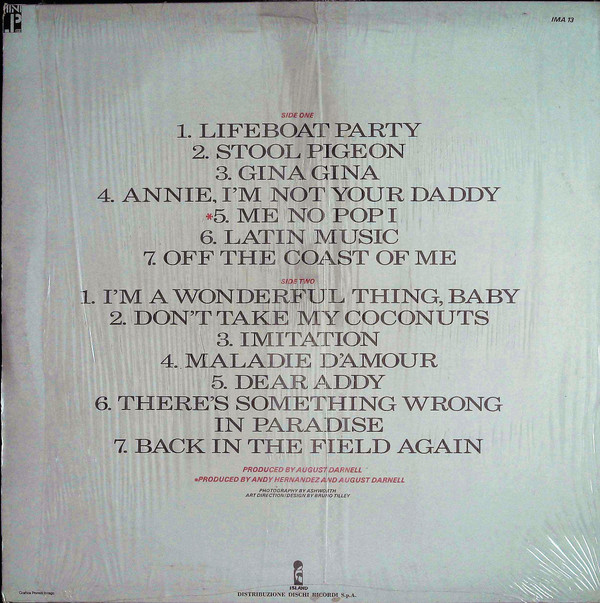 IMA 13
SIDE ONE
1. LIFEBOAT PARTY
2. STOOL PIGEON
3. GINA GINA
4. ANNIE, I'M NOT YOUR DADDY
*5. ME NO POP I
6. LATIN MUSIC
7. OFF THE COAST OF ME
SIDE TWO
1. I'M A WONDERFUL THING, BABY
2. DON'T TAKE MY COCONUTS
3. IMITATION
4. MALADIE D'AMOUR
5. DEAR ADDY
6. THERE'S SOMETHING WRONG
IN PARADISE
7. BACK IN THE FIELD AGAIN
PRODUCED BY AUGUST DARNELL
*PRODUCED BY ANDY HERNANDEZ AND AUGUST DARNELL
PHOTOGRAPHY BY ASHWORTH
ART DIRECTION/DESIGN BY BRUNO TILLEY
ISLAND
DISTRIBUZIONE DISCHI RICORDI S.p.A.